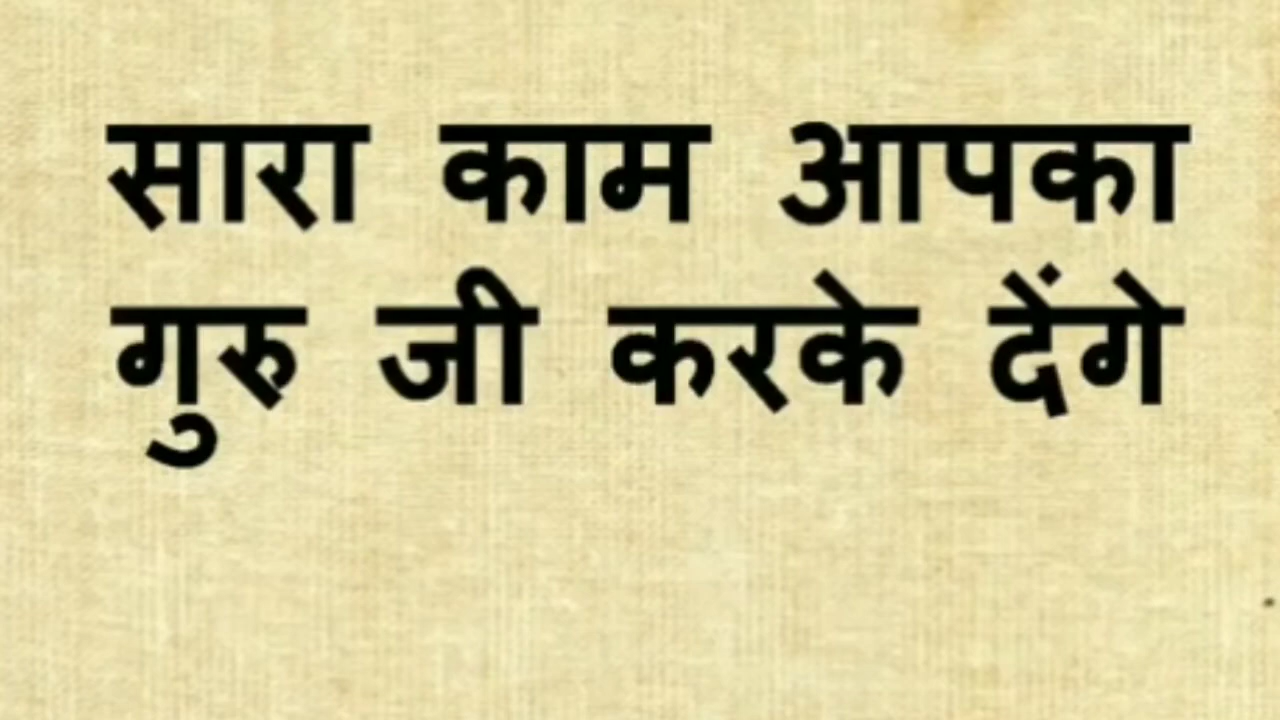 सारा काम आपका
गुरु जी करके देंगे